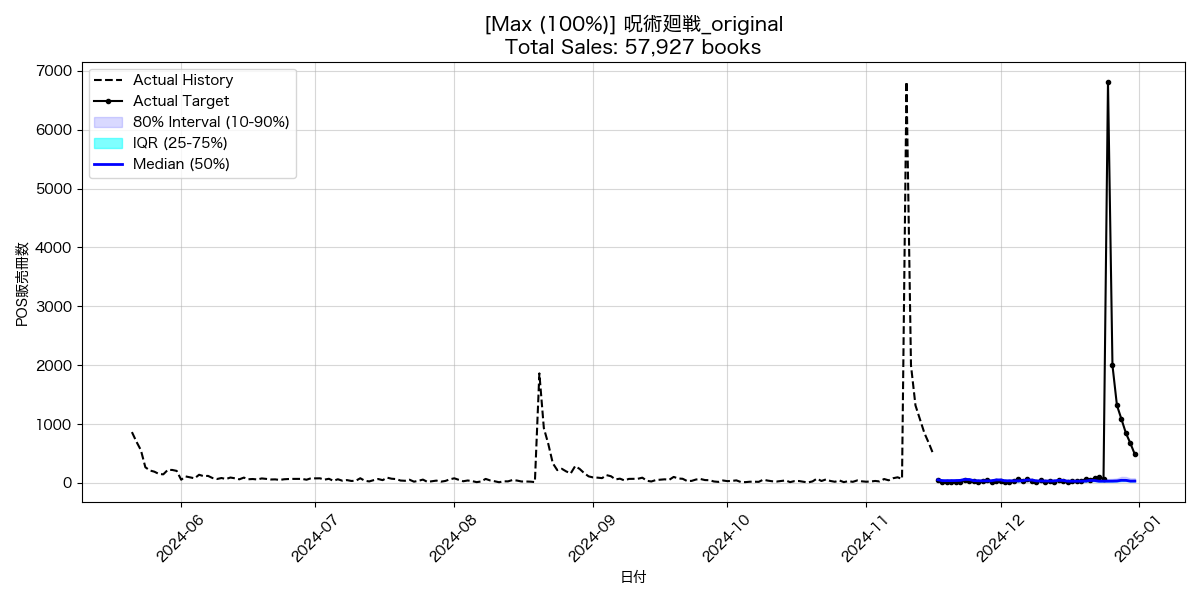 [Max (100%)] 呪術廻戦_original
Total Sales: 57,927 books
Actual History
Actual Target
80% Interval (10-90%)
IQR (25-75%)
Median (50%)
POS販売冊数
7000
6000
5000
4000
3000
2000
1000
0
2024-06
2024-07
2024-08
2024-09
2024-10
2024-11
2024-12
2025-01
日付